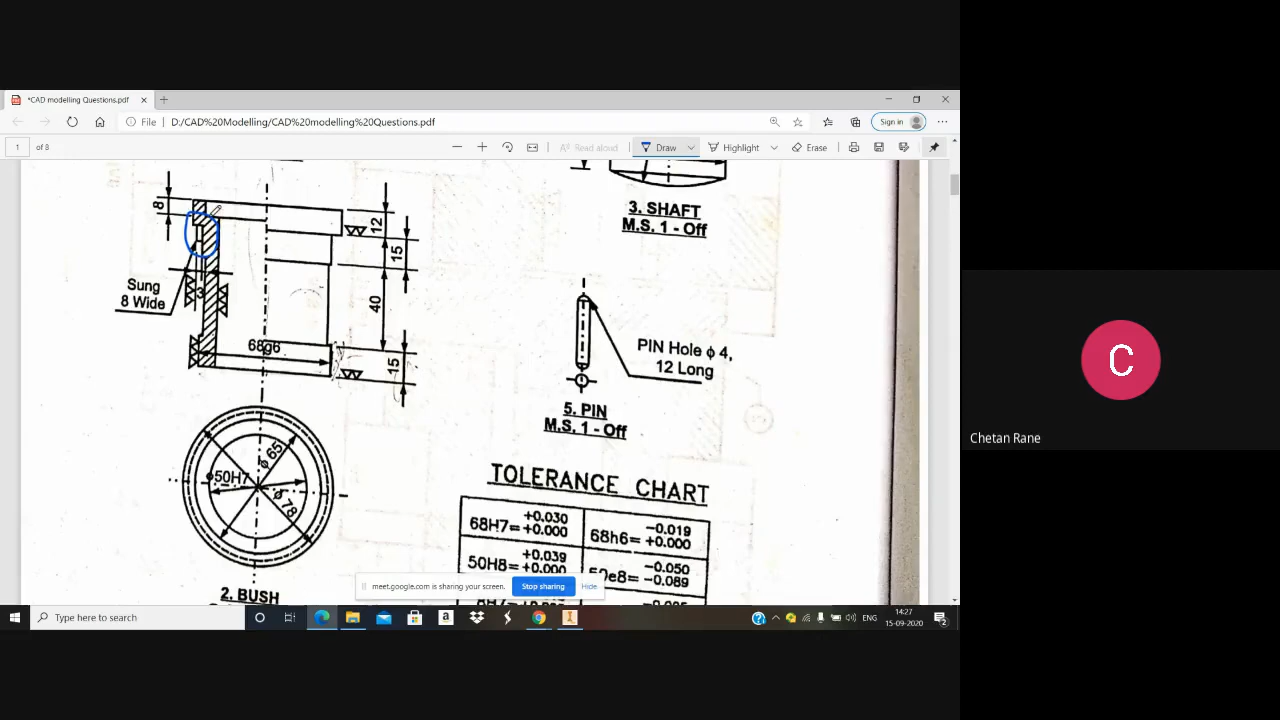 *CAD modelling Questions.pdf
File
D:/CAD%20Modelling/CAD%20modelling%20Questions.pdf
Sign in
1
of 8
Read aloud
Draw
Highlight
Erase
8
12
15
Sung
8 Wide
3
40
68g6
15
3. SHAFT
M.S. 1 - Off
PIN Hole ϕ 4,
12 Long
5. PIN
M.S. 1 - Off
ϕ 65
ϕ50H7
ϕ 78
2. BUSH
TOLERANCE CHART
68H7= +0.030 +0.000
68h6= -0.019 +0.000
50H8= +0.039 +0.000
-0.050 -0.089
meet.google.com is sharing your screen.
Stop sharing
Hide
Type here to search
ENG
14:27
15-09-2020
2
C
Chetan Rane